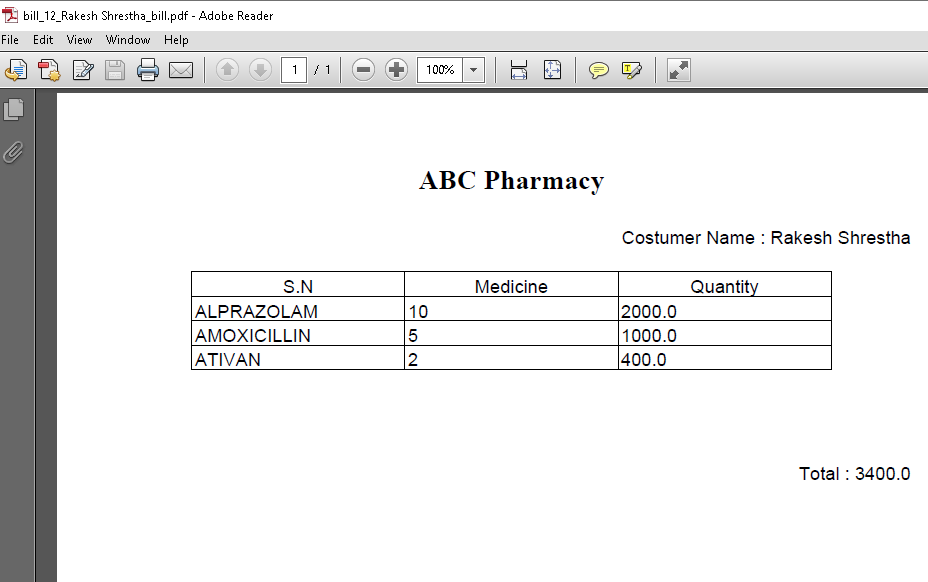 bill_12_Rakesh Shrestha_bill.pdf - Adobe Reader
File Edit View Window Help
1 / 1 100%
ABC Pharmacy
Costumer Name : Rakesh Shrestha
S.N Medicine Quantity
ALPRAZOLAM 10 2000.0
AMOXICILLIN 5 1000.0
ATIVAN 2 400.0
Total : 3400.0